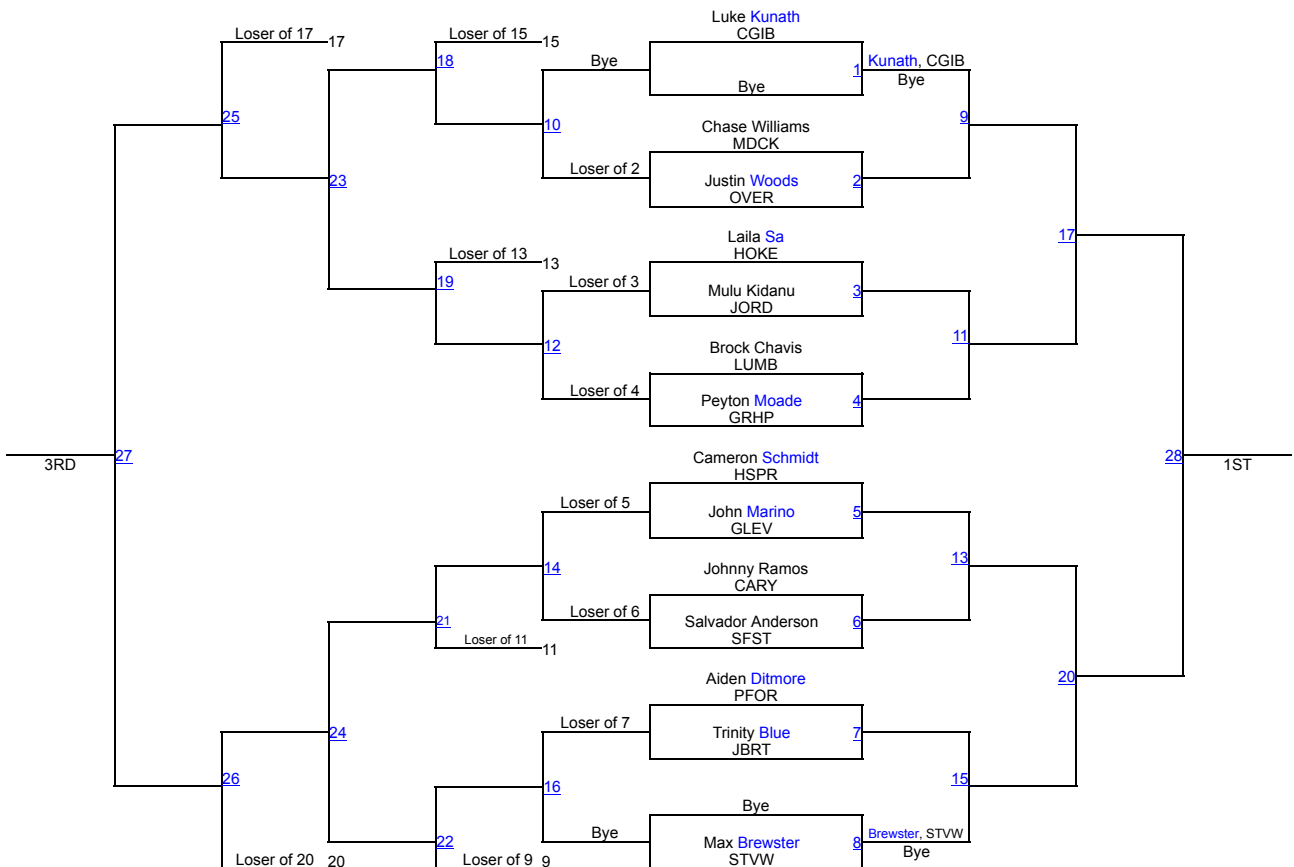 Luke Kunath
Loser of 17 17
Loser of 15 15
CGIB
18
Bye
1
Kunath, CGIB
Bye
Bye
25
10
9
Chase Williams
MDCK
Loser of 2
Justin Woods
2
OVER
23
Laila Sa
17
HOKE
Loser of 13 13
19
Loser of 3
Mulu Kidanu
3
JORD
12
11
Brock Chavis
LUMB
Loser of 4
Peyton Moade
4
GRHP
3RD
27
28
1ST
Cameron Schmidt
HSPR
Loser of 5
John Marino
5
GLEV
14
13
Johnny Ramos
CARY
21
Loser of 6
Salvador Anderson
6
SFST
Loser of 11 11
Aiden Ditmore
20
PFOR
Loser of 7
Trinity Blue
7
JBRT
24
26
16
15
Bye
22
Bye
Max Brewster
8
Brewster, STVW
STVW
Bye
Loser of 20 20
Loser of 9 9